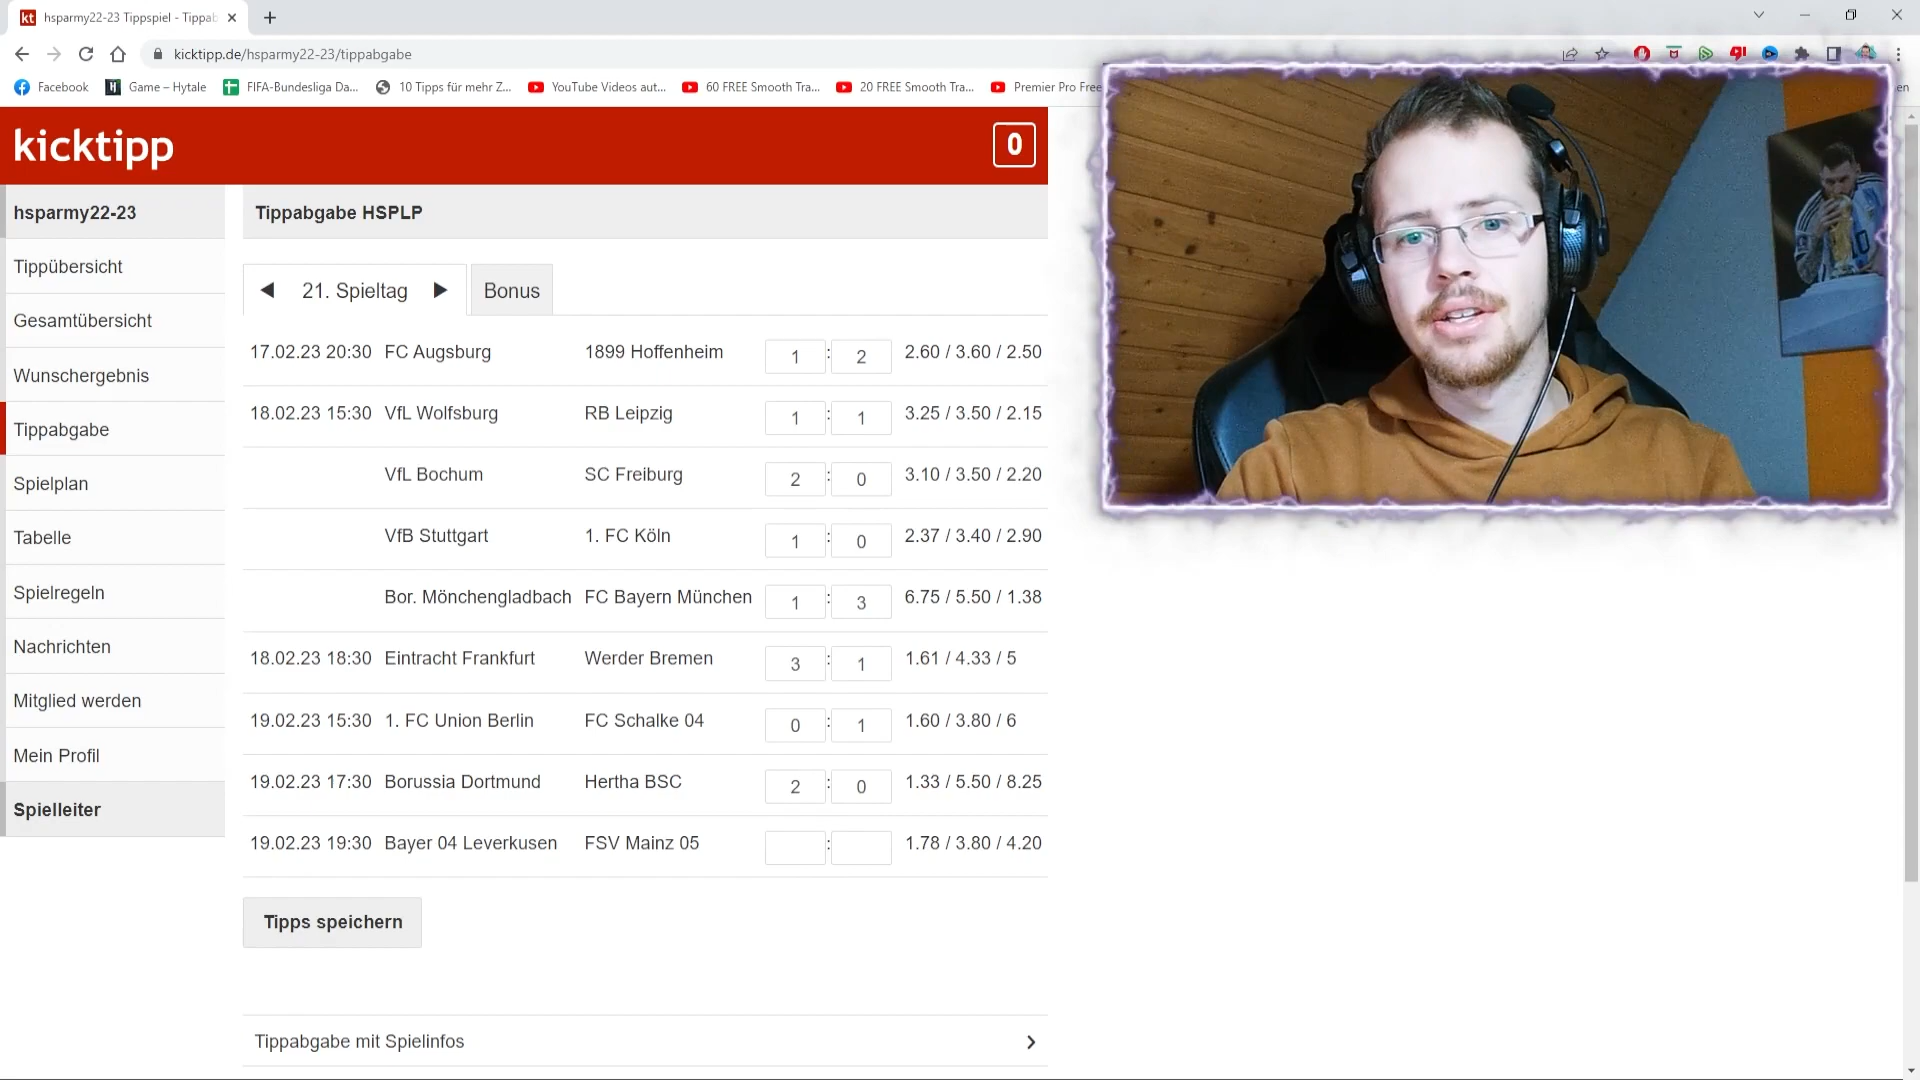 hsparmy22-23 Tippspiel - Tippab
kicktipp.de/hsparmy22-23/tippabgabe
Facebook Game – Hytale FIFA-Bundesliga Da... 10 Tipps für mehr Z... YouTube Videos aut... 60 FREE Smooth Tra... 20 FREE Smooth Tra... Premier Pro Free en
kicktipp 0
hsparmy22-23
Tippübersicht
Gesamtübersicht
Wunschergebnis
Tippabgabe
Spielplan
Tabelle
Spielregeln
Nachrichten
Mitglied werden
Mein Profil
Spielleiter
Tippabgabe HSPLP
21. Spieltag Bonus
17.02.23 20:30 FC Augsburg 1899 Hoffenheim 1 : 2 2.60 / 3.60 / 2.50
18.02.23 15:30 VfL Wolfsburg RB Leipzig 1 : 1 3.25 / 3.50 / 2.15
VfL Bochum SC Freiburg 2 : 0 3.10 / 3.50 / 2.20
VfB Stuttgart 1. FC Köln 1 : 0 2.37 / 3.40 / 2.90
Bor. Mönchengladbach FC Bayern München 1 : 3 6.75 / 5.50 / 1.38
18.02.23 18:30 Eintracht Frankfurt Werder Bremen 3 : 1 1.61 / 4.33 / 5
19.02.23 15:30 1. FC Union Berlin FC Schalke 04 0 : 1 1.60 / 3.80 / 6
19.02.23 17:30 Borussia Dortmund Hertha BSC 2 : 0 1.33 / 5.50 / 8.25
19.02.23 19:30 Bayer 04 Leverkusen FSV Mainz 05 : 1.78 / 3.80 / 4.20
Tipps speichern
Tippabgabe mit Spielinfos